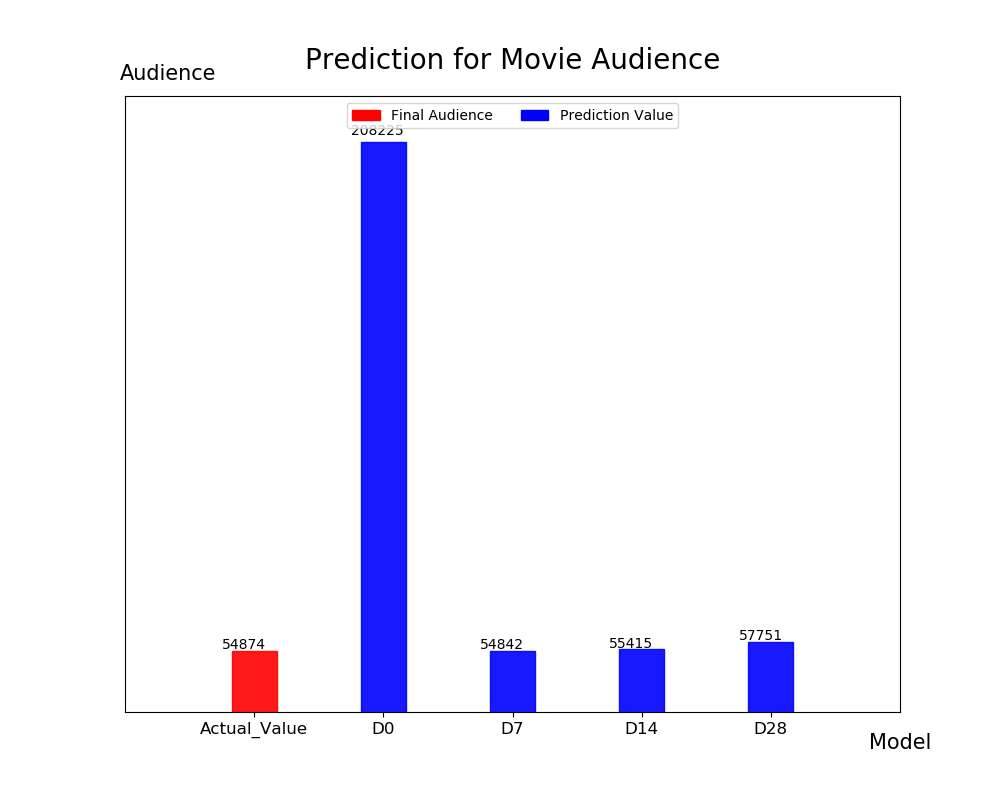 Prediction for Movie Audience
Audience
Final Audience Prediction Value
208225
54874
54842
55415
57751
Actual_Value D0 D7 D14 D28
Model